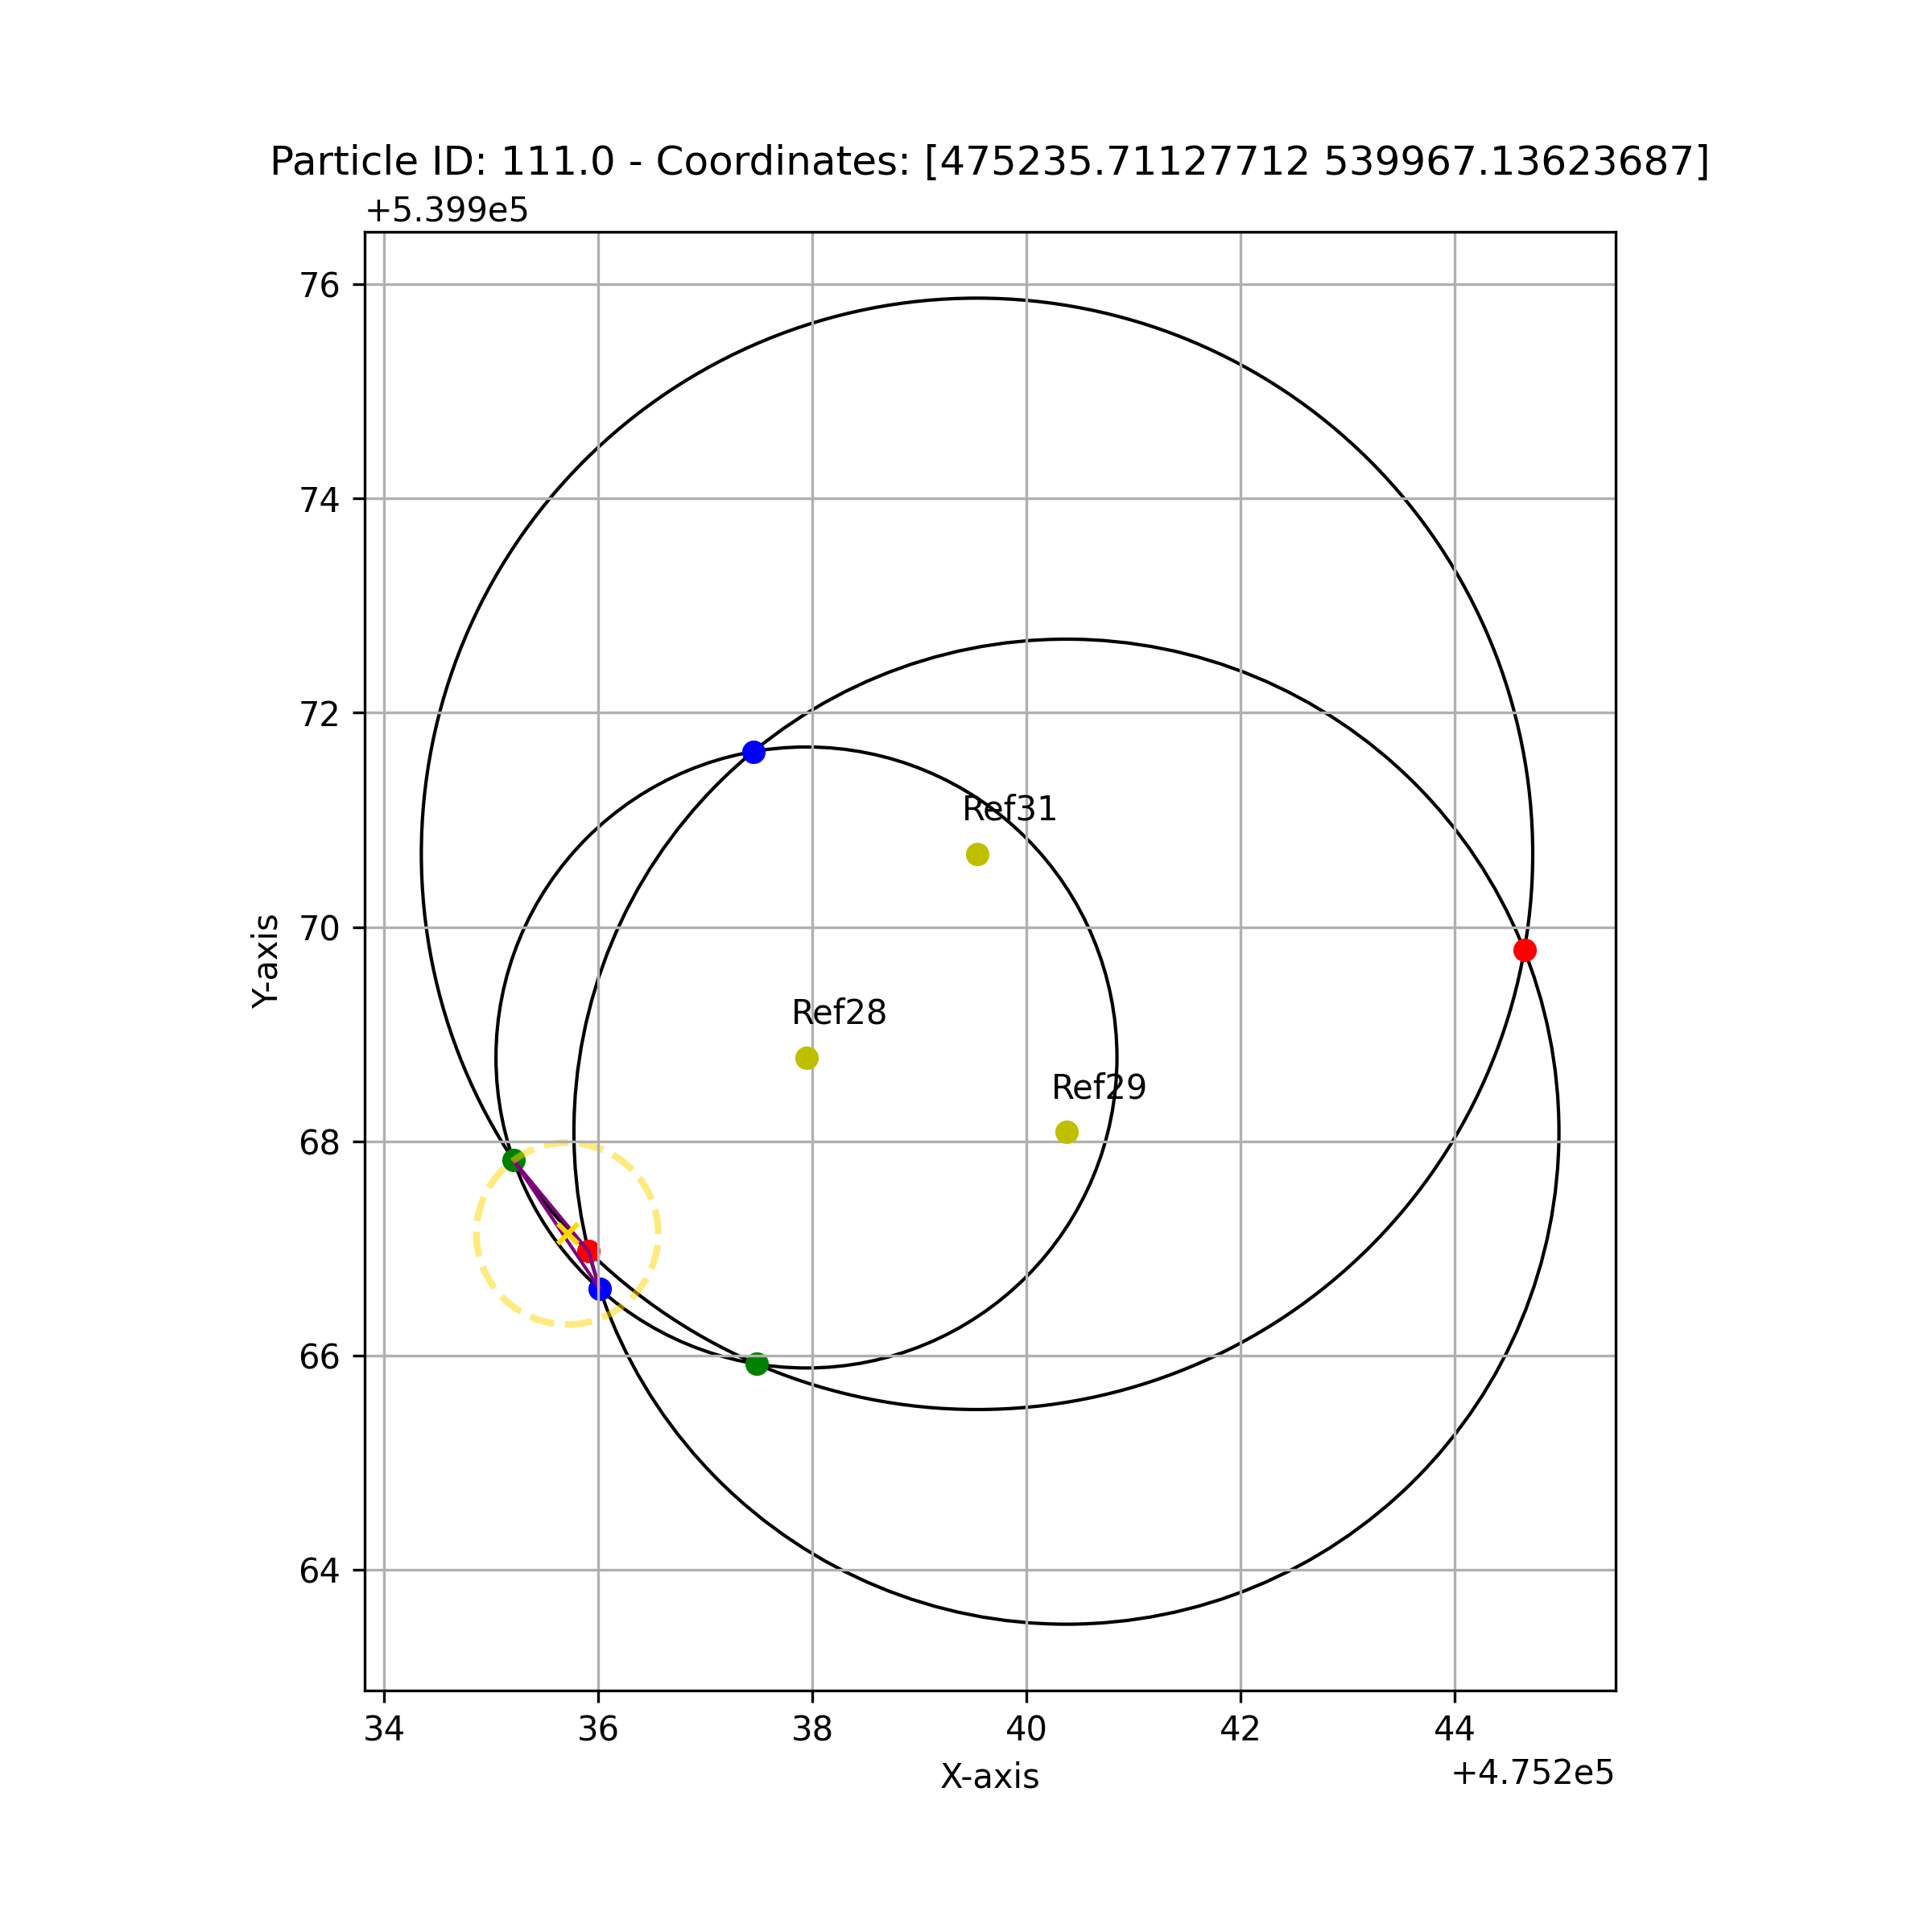 Particle ID: 111.0 - Coordinates: [475235.71127712 539967.13623687]
+5.399e5
76
74
72
70
68
66
64
Y-axis
Ref31
Ref28
Ref29
34 36 38 40 42 44
X-axis
+4.752e5